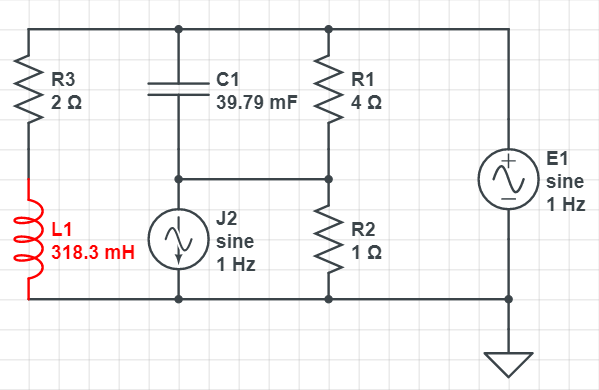 R3
2 Ω
C1
39.79 mF
R1
4 Ω
E1
sine
1 Hz
L1
318.3 mH
J2
sine
1 Hz
R2
1 Ω